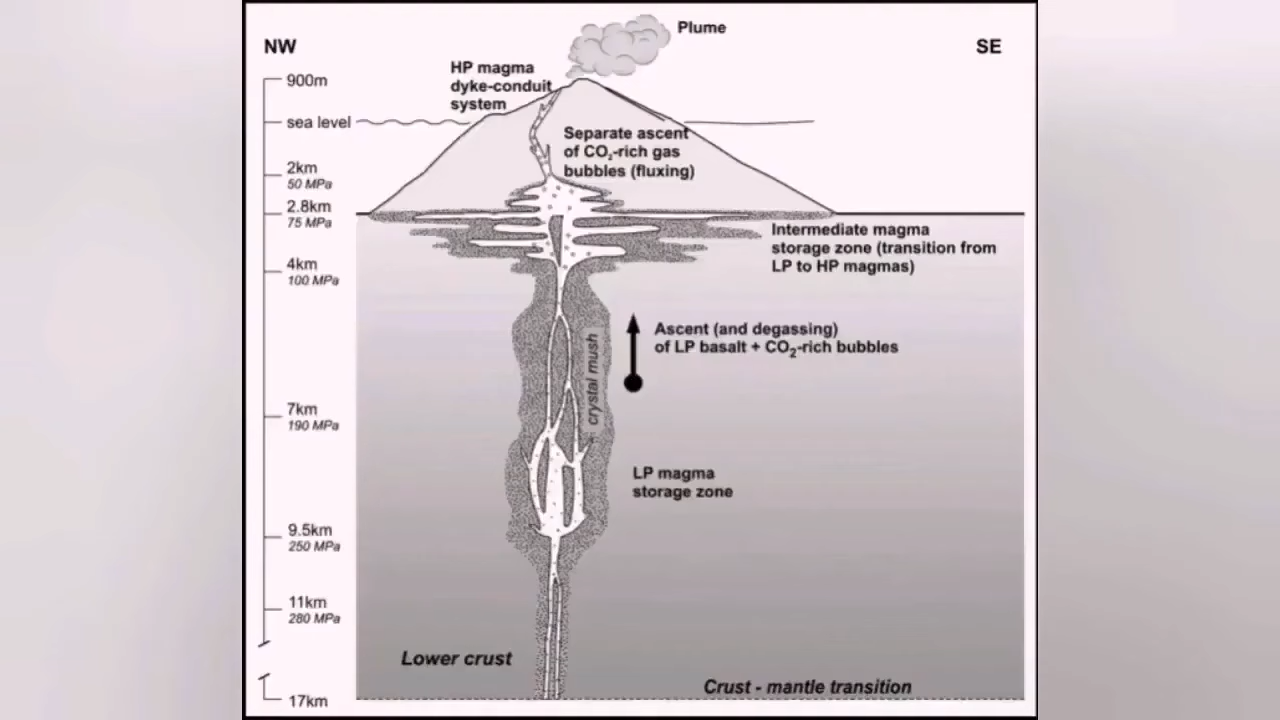 Plume
NW
SE
HP magma
dyke-conduit
system
900m
sea level
Separate ascent
of CO₂-rich gas
bubbles (fluxing)
2km
50 MPa
2.8km
75 MPa
Intermediate magma
storage zone (transition from
LP to HP magmas)
4km
100 MPa
Ascent (and degassing)
of LP basalt + CO₂-rich bubbles
crystal mush
7km
190 MPa
LP magma
storage zone
9.5km
250 MPa
11km
280 MPa
Lower crust
Crust - mantle transition
17km